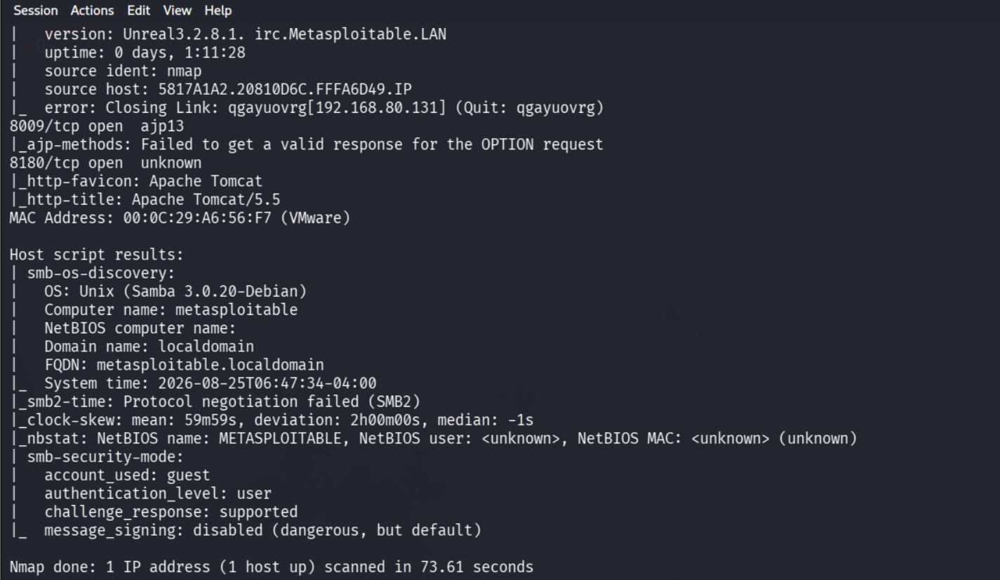 Session Actions Edit View Help
|   version: Unreal3.2.8.1. irc.Metasploitable.LAN
|   uptime: 0 days, 1:11:28
|   source ident: nmap
|   source host: 5817A1A2.20810D6C.FFFA6D49.IP
|_  error: Closing Link: qgayuovrg[192.168.80.131] (Quit: qgayuovrg)
8009/tcp open  ajp13
|_ajp-methods: Failed to get a valid response for the OPTION request
8180/tcp open  unknown
|_http-favicon: Apache Tomcat
|_http-title: Apache Tomcat/5.5
MAC Address: 00:0C:29:A6:56:F7 (VMware)

Host script results:
| smb-os-discovery:
|   OS: Unix (Samba 3.0.20-Debian)
|   Computer name: metasploitable
|   NetBIOS computer name:
|   Domain name: localdomain
|   FQDN: metasploitable.localdomain
|_  System time: 2026-08-25T06:47:34-04:00
|_smb2-time: Protocol negotiation failed (SMB2)
|_clock-skew: mean: 59m59s, deviation: 2h00m00s, median: -1s
|_nbstat: NetBIOS name: METASPLOITABLE, NetBIOS user: <unknown>, NetBIOS MAC: <unknown> (unknown)
| smb-security-mode:
|   account_used: guest
|   authentication_level: user
|   challenge_response: supported
|_  message_signing: disabled (dangerous, but default)

Nmap done: 1 IP address (1 host up) scanned in 73.61 seconds